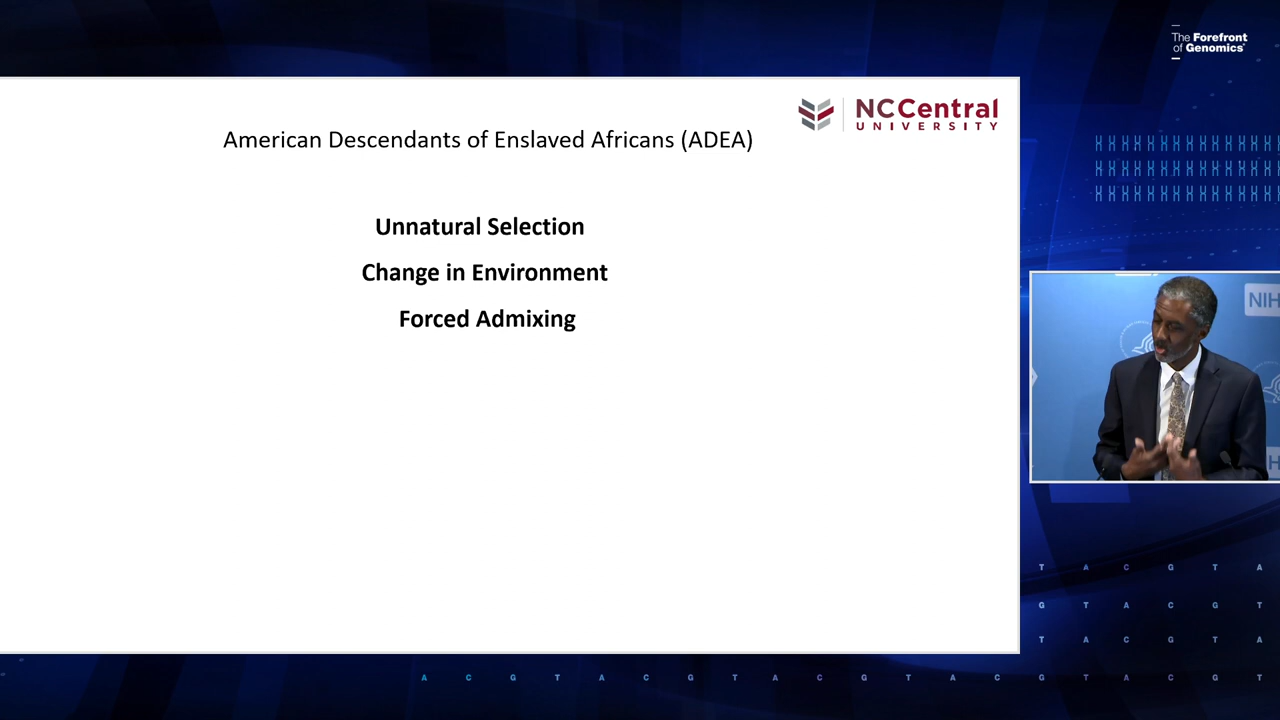 The Forefront
of Genomics®
NCCentral
UNIVERSITY
American Descendants of Enslaved Africans (ADEA)
Unnatural Selection
Change in Environment
Forced Admixing
NIH
T A C G T A
G T A C G T
T A C G T A
A C G T A C G T A C G T A C G T A C G T